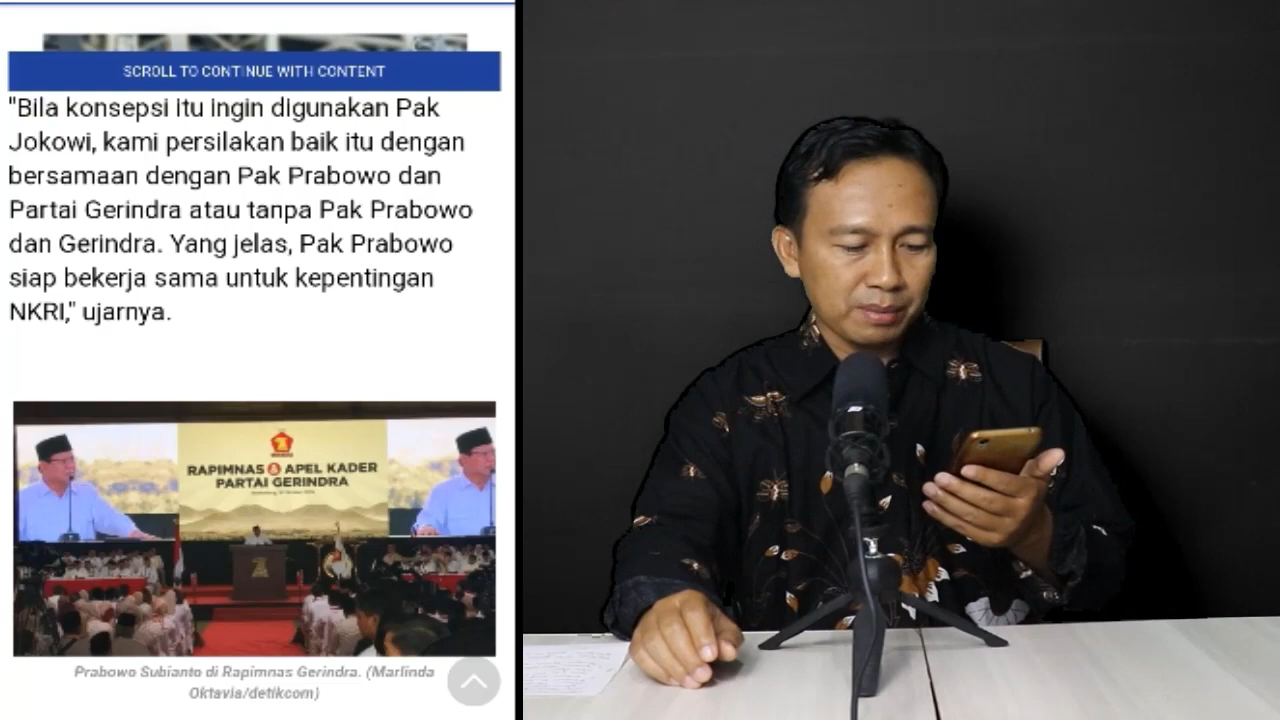 SCROLL TO CONTINUE WITH CONTENT
"Bila konsepsi itu ingin digunakan Pak
Jokowi, kami persilakan baik itu dengan
bersamaan dengan Pak Prabowo dan
Partai Gerindra atau tanpa Pak Prabowo
dan Gerindra. Yang jelas, Pak Prabowo
siap bekerja sama untuk kepentingan
NKRI," ujarnya.
RAPIMNAS & APEL KADER
PARTAI GERINDRA
Prabowo Subianto di Rapimnas Gerindra. (Marlinda
Oktavia/detikcom)